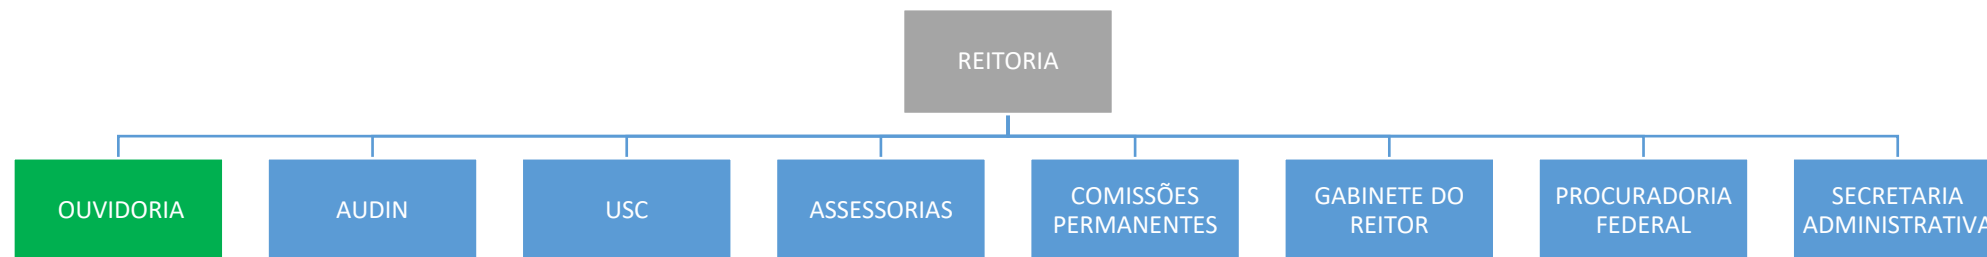 REITORIA
OUVIDORIA
AUDIN
USC
ASSESSORIAS
COMISSÕES
PERMANENTES
GABINETE DO
REITOR
PROCURADORIA
FEDERAL
SECRETARIA
ADMINISTRATIVA